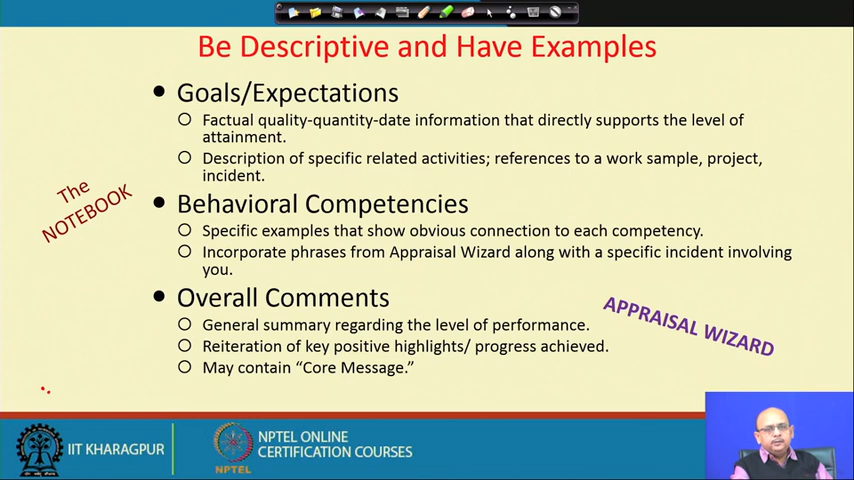 Be Descriptive and Have Examples
Goals/Expectations
Factual quality-quantity-date information that directly supports the level of
attainment.
Description of specific related activities; references to a work sample, project,
incident.
The
NOTEBOOK
Behavioral Competencies
Specific examples that show obvious connection to each competency.
Incorporate phrases from Appraisal Wizard along with a specific incident involving
you.
Overall Comments
General summary regarding the level of performance.
Reiteration of key positive highlights/ progress achieved.
May contain “Core Message.”
APPRAISAL WIZARD
IIT KHARAGPUR
NPTEL
NPTEL ONLINE
CERTIFICATION COURSES